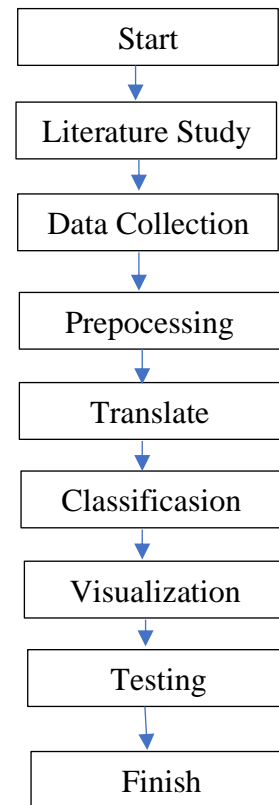 Start
Literature Study
Data Collection
Prepocessing
Translate
Classificasion
Visualization
Testing
Finish